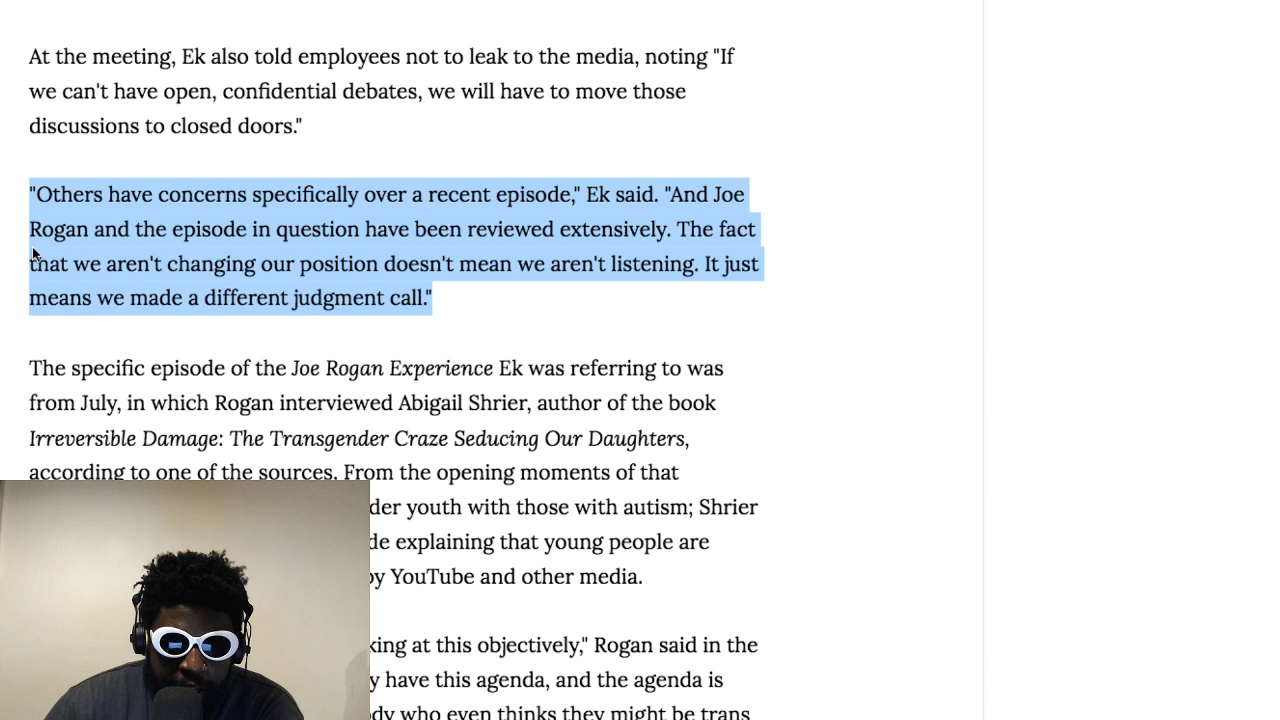 At the meeting, Ek also told employees not to leak to the media, noting "If
we can't have open, confidential debates, we will have to move those
discussions to closed doors."
"Others have concerns specifically over a recent episode," Ek said. "And Joe
Rogan and the episode in question have been reviewed extensively. The fact
that we aren't changing our position doesn't mean we aren't listening. It just
means we made a different judgment call."
The specific episode of the Joe Rogan Experience Ek was referring to was
from July, in which Rogan interviewed Abigail Shrier, author of the book
Irreversible Damage: The Transgender Craze Seducing Our Daughters,
according to one of the sources. From the opening moments of that
youth with those with autism; Shrier
explaining that young people are
by YouTube and other media.
at this objectively," Rogan said in the
have this agenda, and the agenda is
who even thinks they might be trans